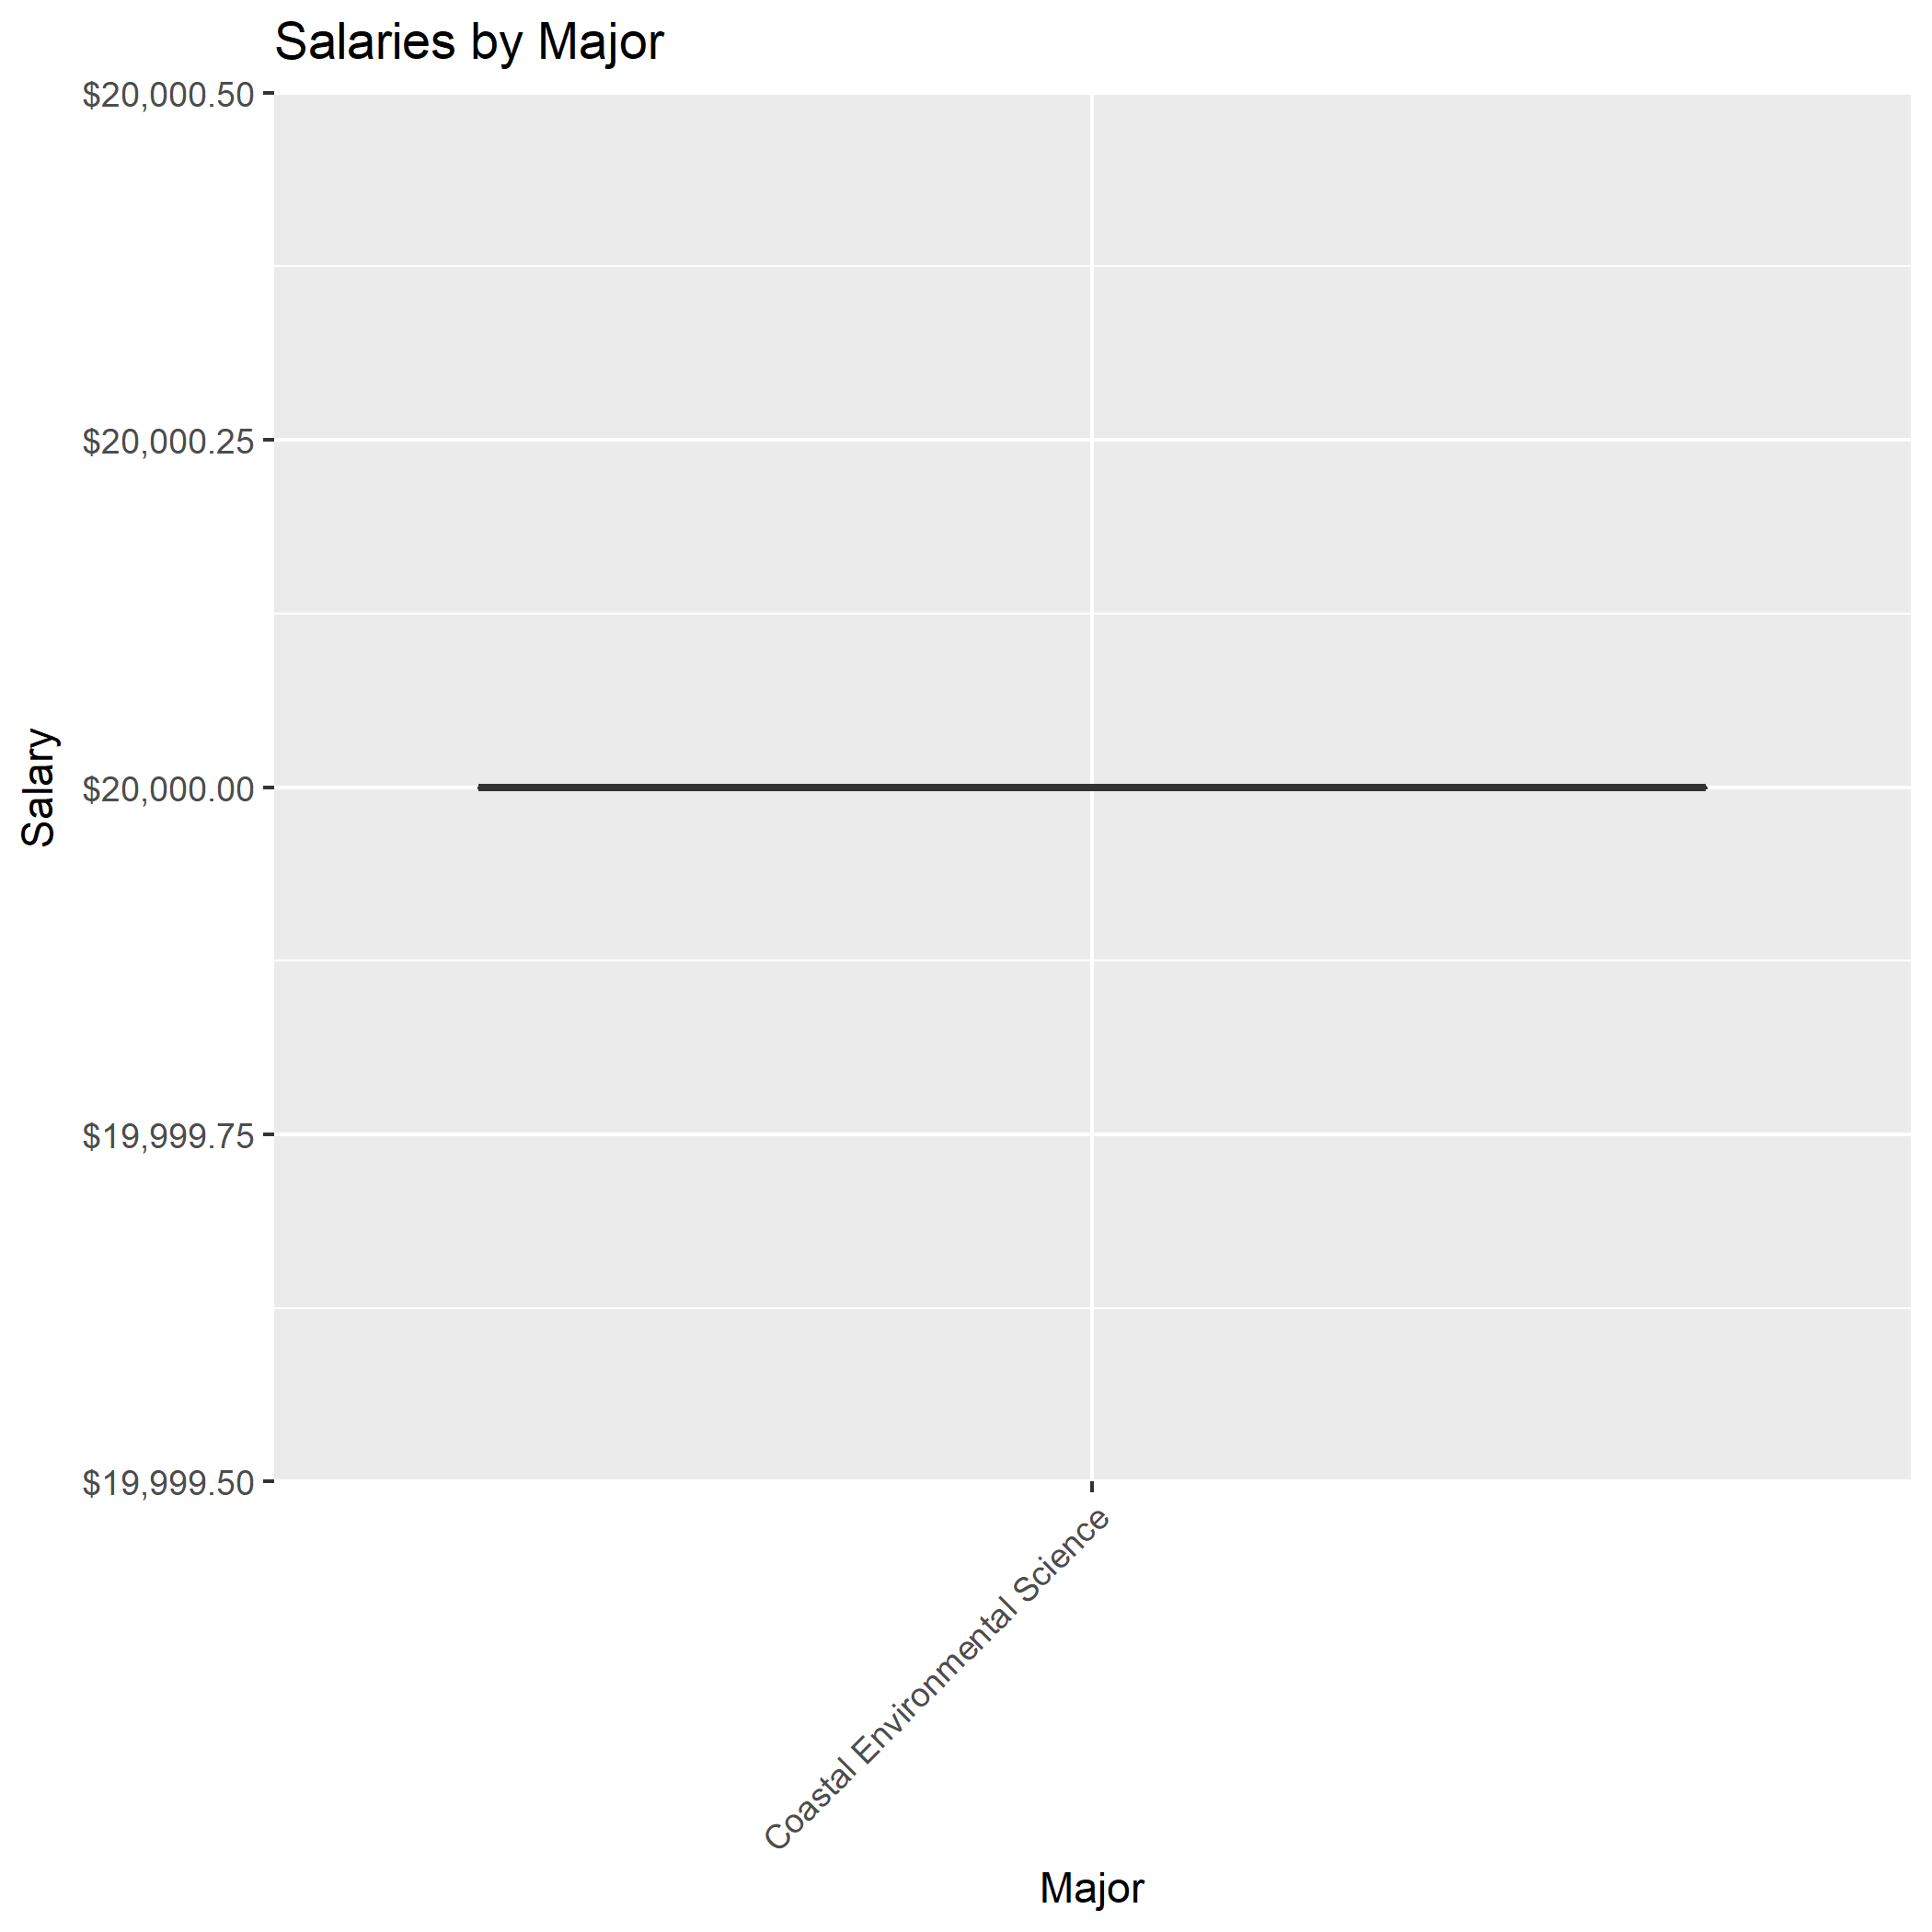 Salaries by Major
$20,000.50
$20,000.25
$20,000.00
$19,999.75
$19,999.50
Salary
Coastal Environmental Science
Major